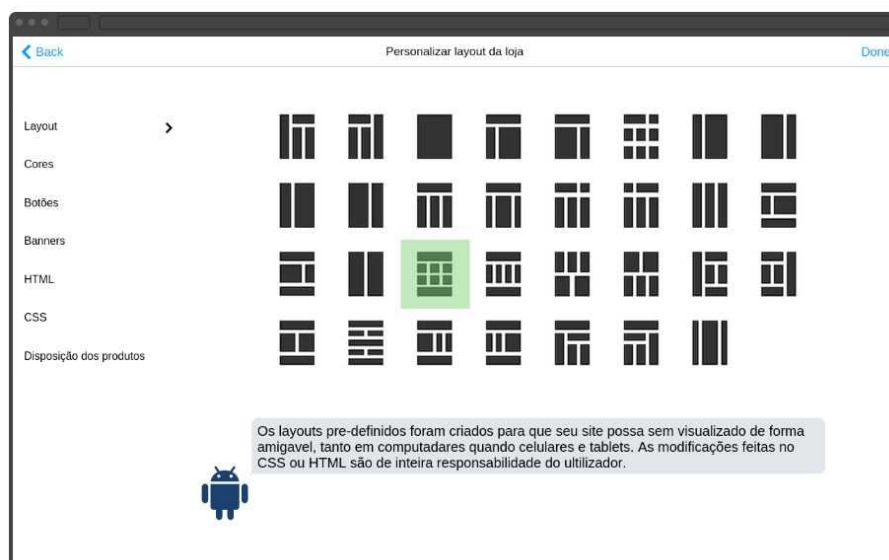 Back
Personalizar layout da loja
Done
Layout
Cores
Botões
Banners
HTML
CSS
Disposição dos produtos
Os layouts pre-definidos foram criados para que seu site possa sem visualizado de forma
amigavel, tanto em computadares quando celulares e tablets. As modificações feitas no
CSS ou HTML são de inteira responsabilidade do ultilizador.